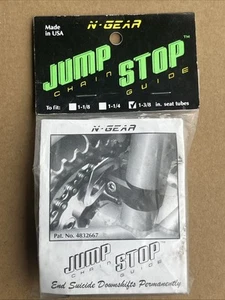 Made in USA
N·GEAR
JUMP STOP™
CHAIN GUIDE
To fit: 1-1/8 1-1/4 ✓ 1-3/8 in. seat tubes
N·GEAR
Pat. No. 4832667
JUMP STOP
CHAIN GUIDE
End Suicide Downshifts Permanently